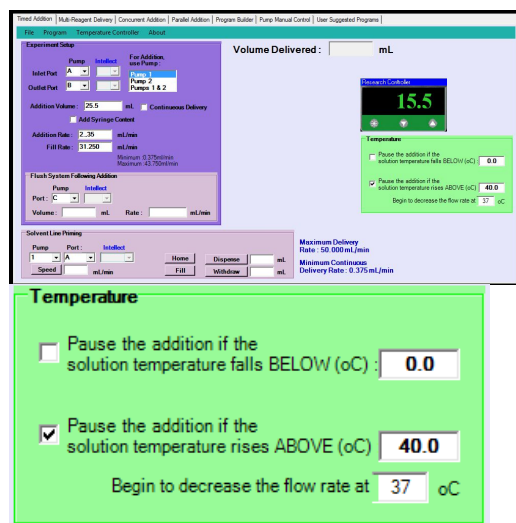 Timed Addition | Multi-Reagent Delivery | Concurrent Addition | Parallel Addition | Program Builder | Pump Manual Control | User Suggested Programs
File Program Temperature Controller About
Experiment Setup
Pump Intellect For Addition, use Pump :
Inlet Port A Pump 1
Outlet Port B Pump 2
Pumps 1 & 2
Addition Volume : 25.5 mL Continuous Delivery
Add Syringe Content
Addition Rate : 2..35 mL/min
Fill Rate : 31.250 mL/min
Minimum :0.375ml/min
Maximum :43.750ml/min
Flush System Following Addition
Pump Intellect
Port : C
Volume : mL Rate : mL/min
Solvent Line Priming
Pump Port : Intellect
1 A Home Dispense mL
Speed mL/min Fill Withdraw mL
Volume Delivered : mL
Research Controller
15.5
Temperature
Pause the addition if the
solution temperature falls BELOW (oC) : 0.0
Pause the addition if the
solution temperature rises ABOVE (oC) 40.0
Begin to decrease the flow rate at 37 oC
Maximum Delivery
Rate : 50.000mL/min
Minimum Continuous
Delivery Rate : 0.375mL/min
Temperature
Pause the addition if the
solution temperature falls BELOW (oC) : 0.0
Pause the addition if the
solution temperature rises ABOVE (oC) 40.0
Begin to decrease the flow rate at 37 oC